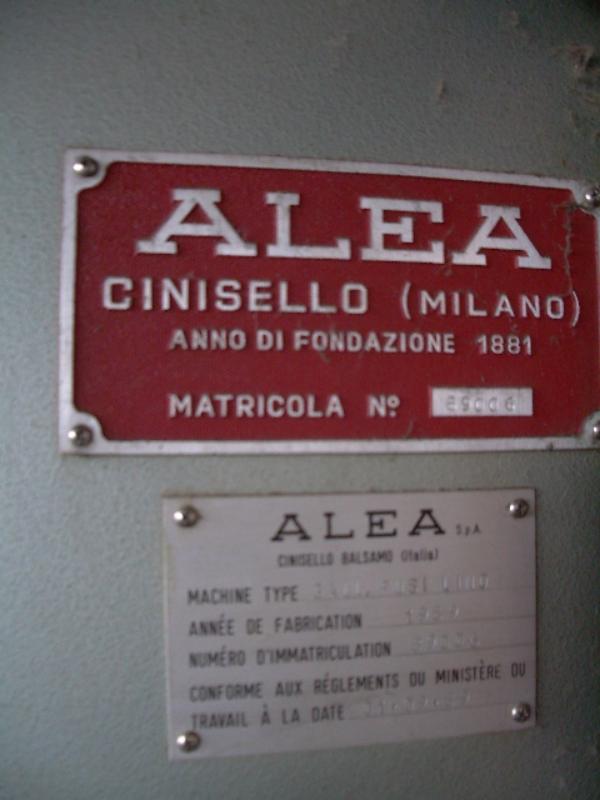 ALEA
CINISELLO (MILANO)
ANNO DI FONDAZIONE 1881
MATRICOLA Nº
ALEA S.p.A.
CINISELLO BALSAMO (Italia)
MACHINE TYPE
ANNÉE DE FABRICATION
NUMÉRO D'IMMATRICULATION
CONFORME AUX RÉGLEMENTS DU MINISTÈRE DU
TRAVAIL À LA DATE